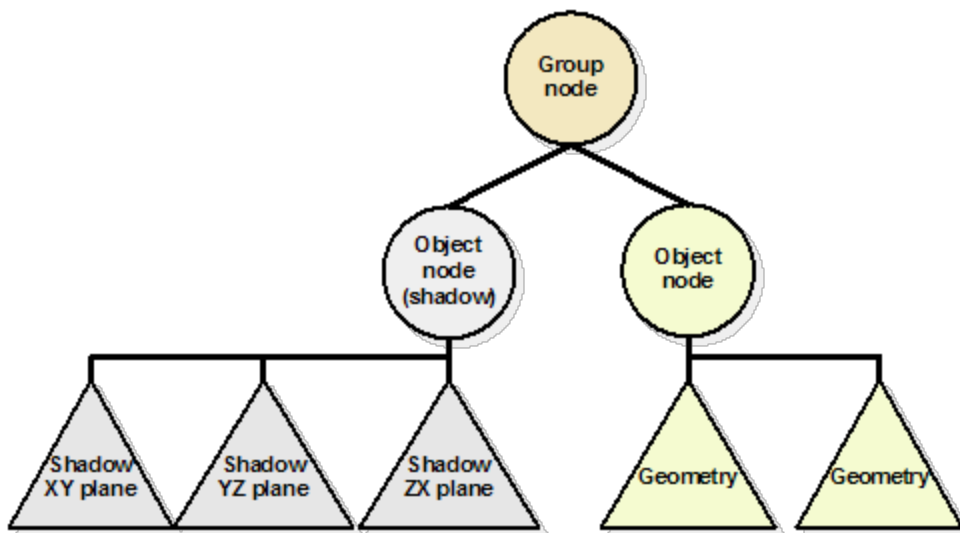 Group
node
Object
node
(shadow)
Object
node
Shadow
XY plane
Shadow
YZ plane
Shadow
ZX plane
Geometry
Geometry